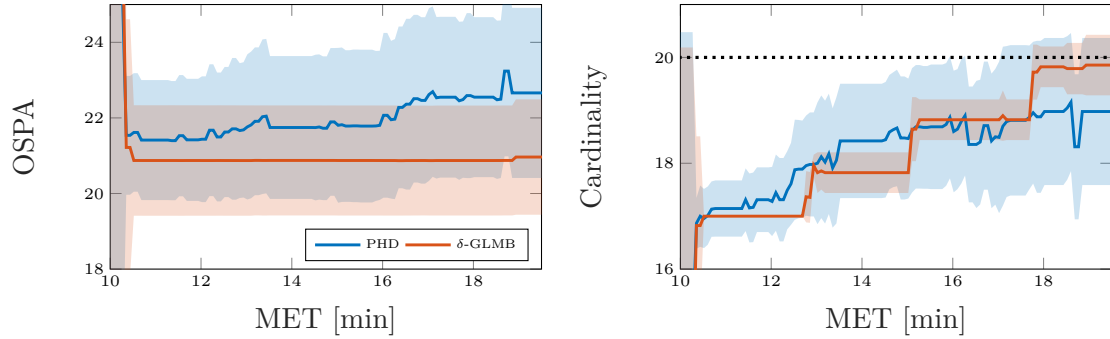 OSPA
24
22
20
18
PHD δ-GLMB
10 12 14 16 18
MET [min]
Cardinality
20
18
16
10 12 14 16 18
MET [min]